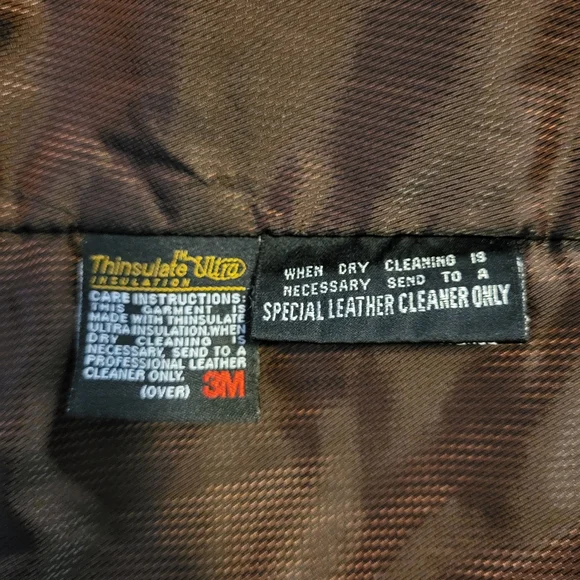 Thinsulate™ Ultra
INSULATION
CARE INSTRUCTIONS:
THIS GARMENT IS
MADE WITH THINSULATE
ULTRA INSULATION. WHEN
DRY CLEANING IS
NECESSARY, SEND TO A
PROFESSIONAL LEATHER
CLEANER ONLY.
(OVER) 3M
WHEN DRY CLEANING IS
NECESSARY SEND TO A
SPECIAL LEATHER CLEANER ONLY